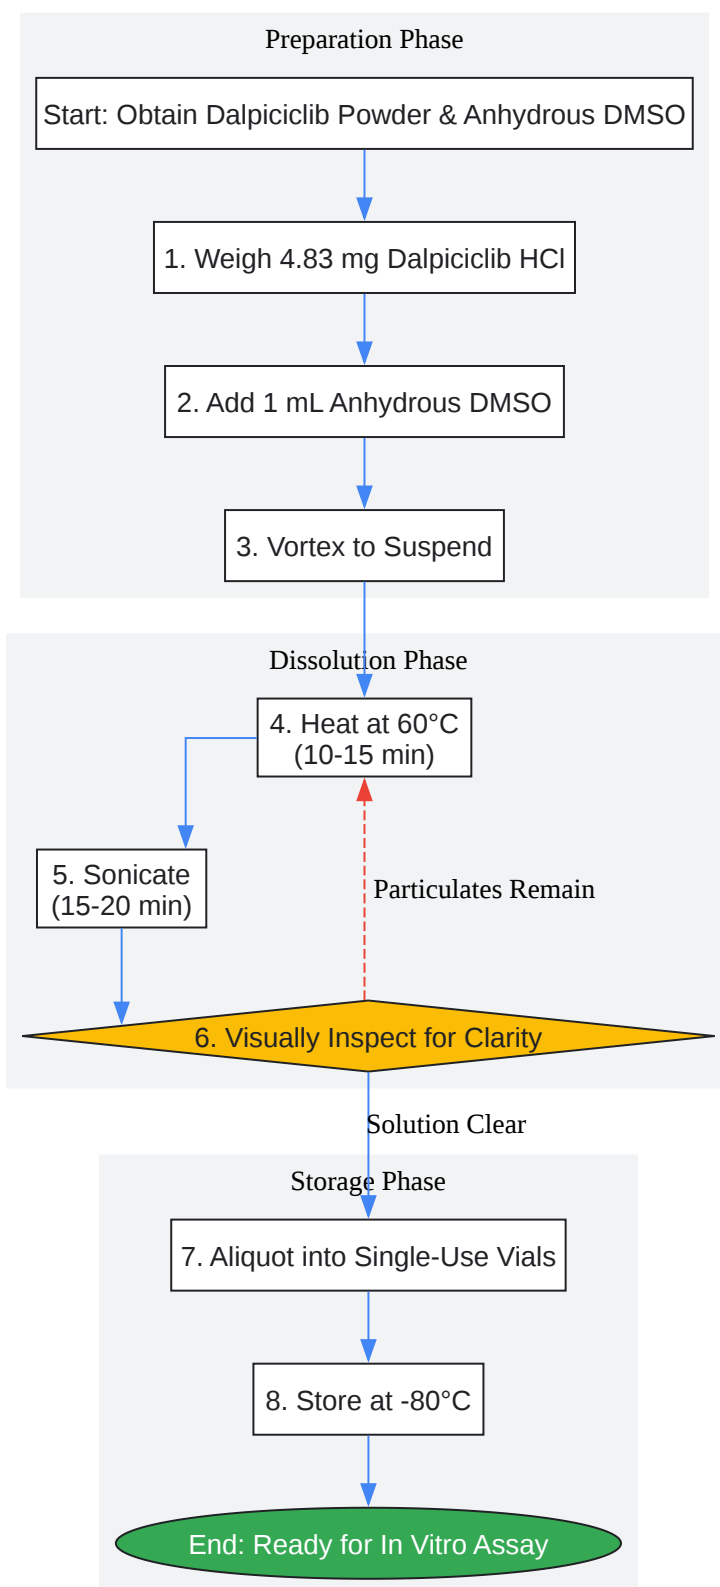 Preparation Phase
Start: Obtain Dalpiciclib Powder & Anhydrous DMSO
1. Weigh 4.83 mg Dalpiciclib HCl
2. Add 1 mL Anhydrous DMSO
3. Vortex to Suspend
Dissolution Phase
4. Heat at 60°C
(10-15 min)
5. Sonicate
(15-20 min)
Particulates Remain
6. Visually Inspect for Clarity
Solution Clear
Storage Phase
7. Aliquot into Single-Use Vials
8. Store at -80°C
End: Ready for In Vitro Assay